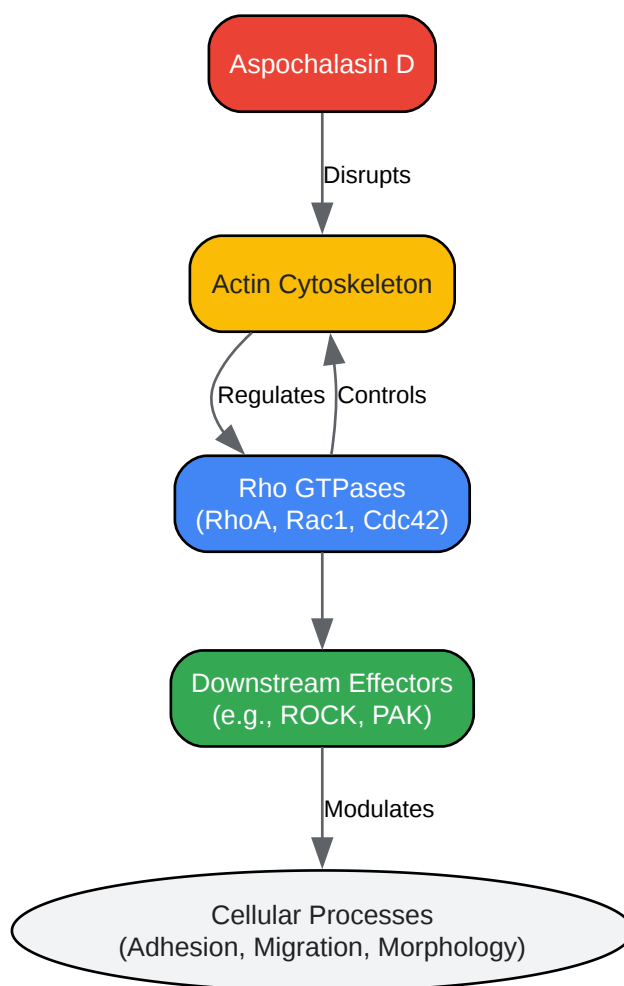 Aspochalasin D
Disrupts
Actin Cytoskeleton
Regulates
Controls
Rho GTPases
(RhoA, Rac1, Cdc42)
Downstream Effectors
(e.g., ROCK, PAK)
Modulates
Cellular Processes
(Adhesion, Migration, Morphology)